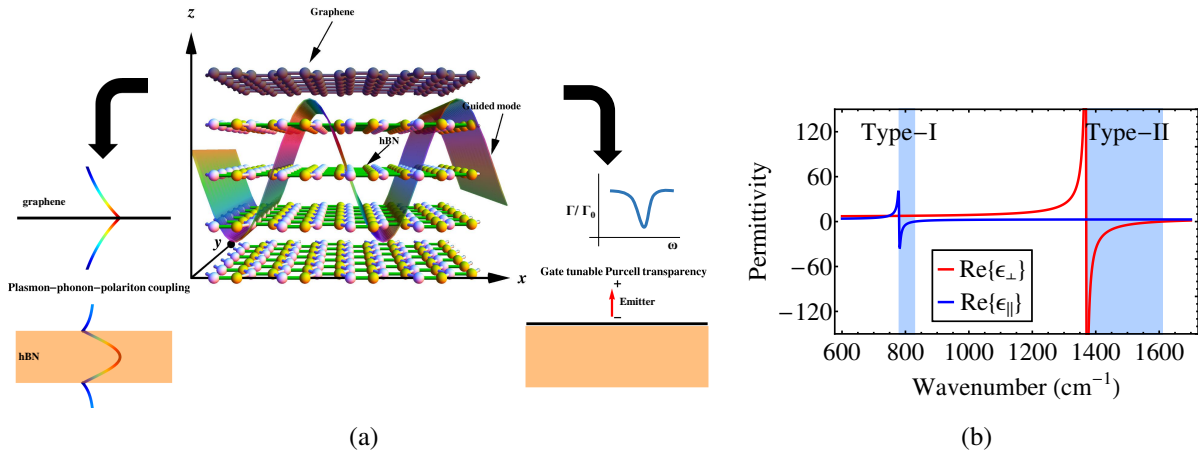 z
Graphene
Guided mode
hBN
graphene
y
x
Plasmon−phonon−polariton coupling
hBN
Γ/Γ₀
ω
Gate tunable Purcell transparency
+
Emitter
−
(a)
Type−I
Type−II
120
60
0
−60
−120
Permittivity
Re{ϵ⊥}
Re{ϵ||}
600 800 1000 1200 1400 1600
Wavenumber (cm⁻¹)
(b)